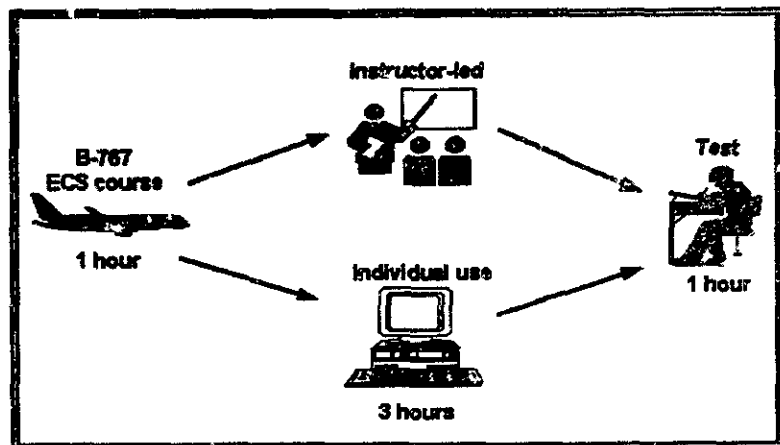 Instructor-led
B-767
ECS course
1 hour
Test
1 hour
Individual use
3 hours